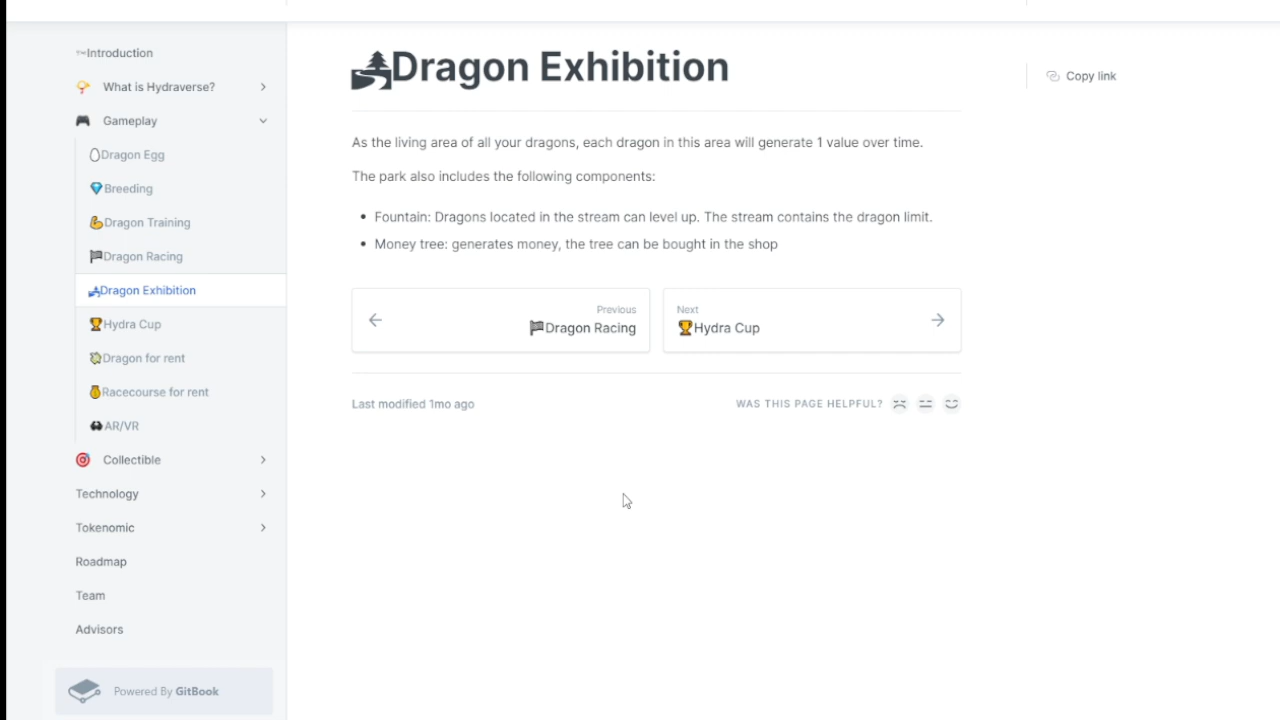 Introduction
What is Hydraverse?
Gameplay
Dragon Egg
Breeding
Dragon Training
Dragon Racing
Dragon Exhibition
Hydra Cup
Dragon for rent
Racecourse for rent
AR/VR
Collectible
Technology
Tokenomic
Roadmap
Team
Advisors
Powered By GitBook
Dragon Exhibition
As the living area of all your dragons, each dragon in this area will generate 1 value over time.
The park also includes the following components:
• Fountain: Dragons located in the stream can level up. The stream contains the dragon limit.
• Money tree: generates money, the tree can be bought in the shop
Previous
Dragon Racing
Next
Hydra Cup
Last modified 1mo ago
WAS THIS PAGE HELPFUL?
Copy link